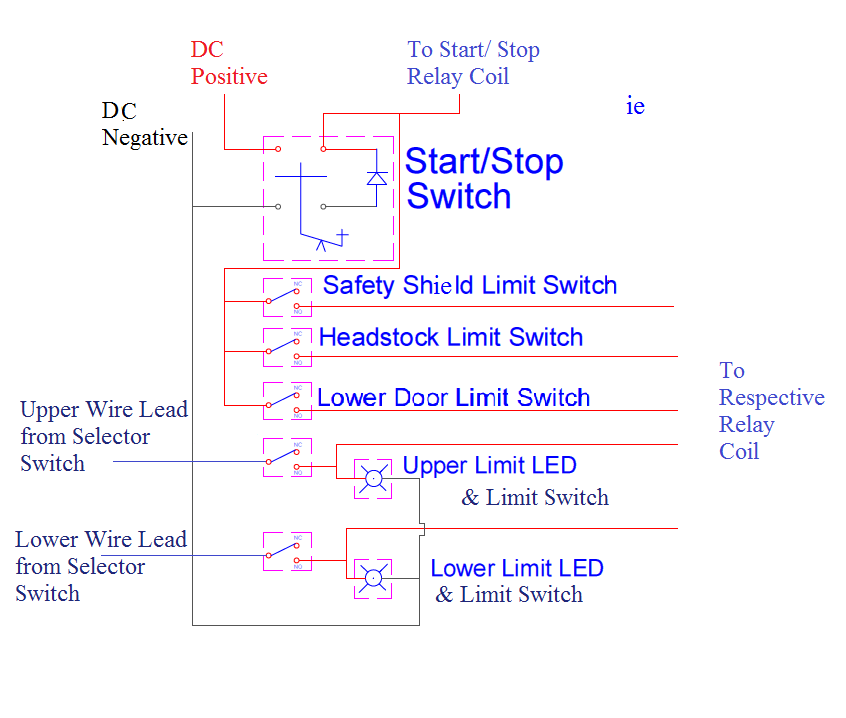 DC
Positive
To Start/ Stop
Relay Coil
DC
Negative
ie
Start/Stop
Switch
NC
Safety Shield Limit Switch
NO
NC
Headstock Limit Switch
NO
NC
Lower Door Limit Switch
NO
To
Respective
Relay
Coil
Upper Wire Lead
from Selector
Switch
NC
NO
Upper Limit LED
& Limit Switch
Lower Wire Lead
from Selector
Switch
NC
NO
Lower Limit LED
& Limit Switch